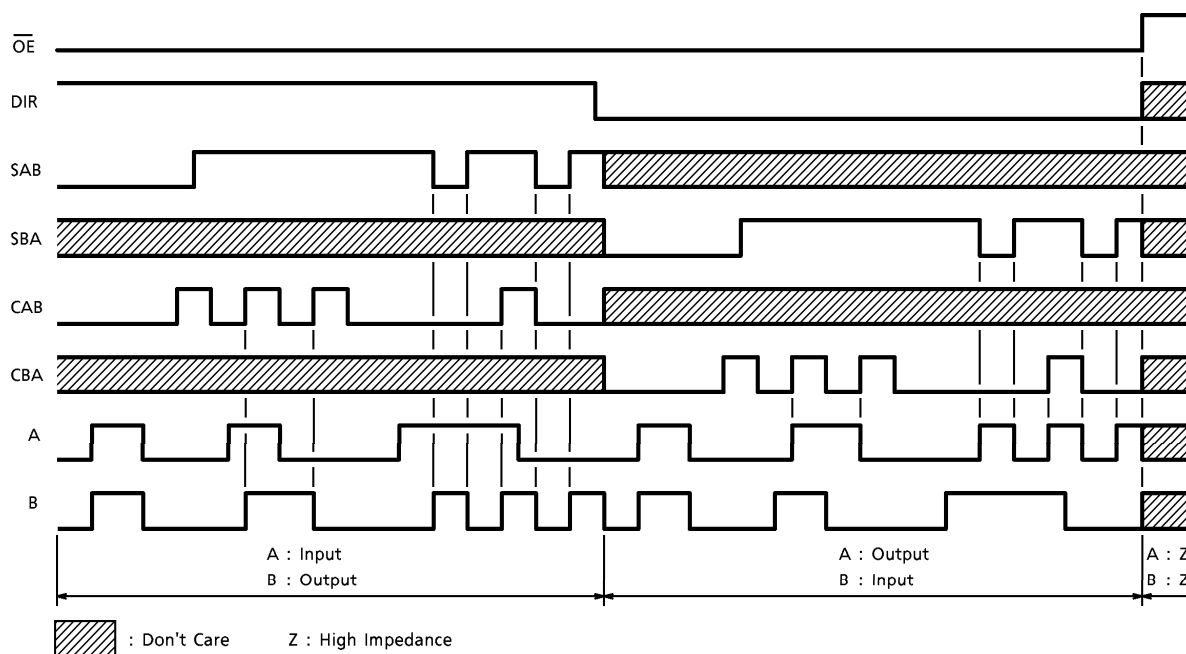 OE
DIR
SAB
SBA
CAB
CBA
A
B
A : Input
B : Output
A : Output
B : Input
A : Z
B : Z
: Don't Care
Z : High Impedance